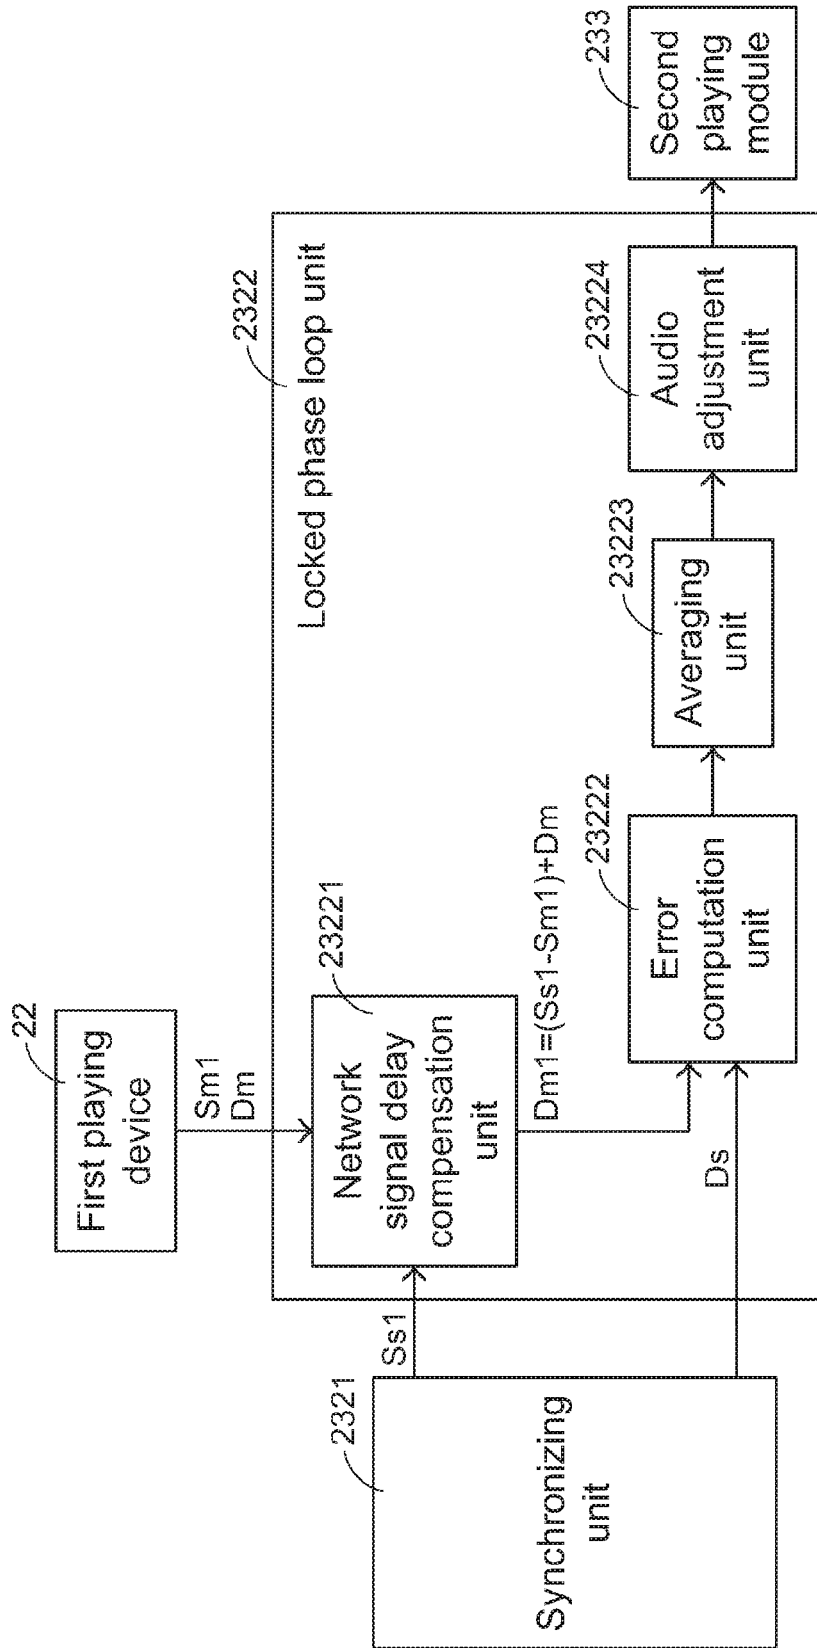 22
First playing
device
Sm1
Dm
2322
Locked phase loop unit
2321
Synchronizing
unit
Ss1
23221
Network
signal delay
compensation
unit
Dm1=(Ss1-Sm1)+Dm
Ds
23222
Error
computation
unit
23223
Averaging
unit
23224
Audio
adjustment
unit
233
Second
playing
module